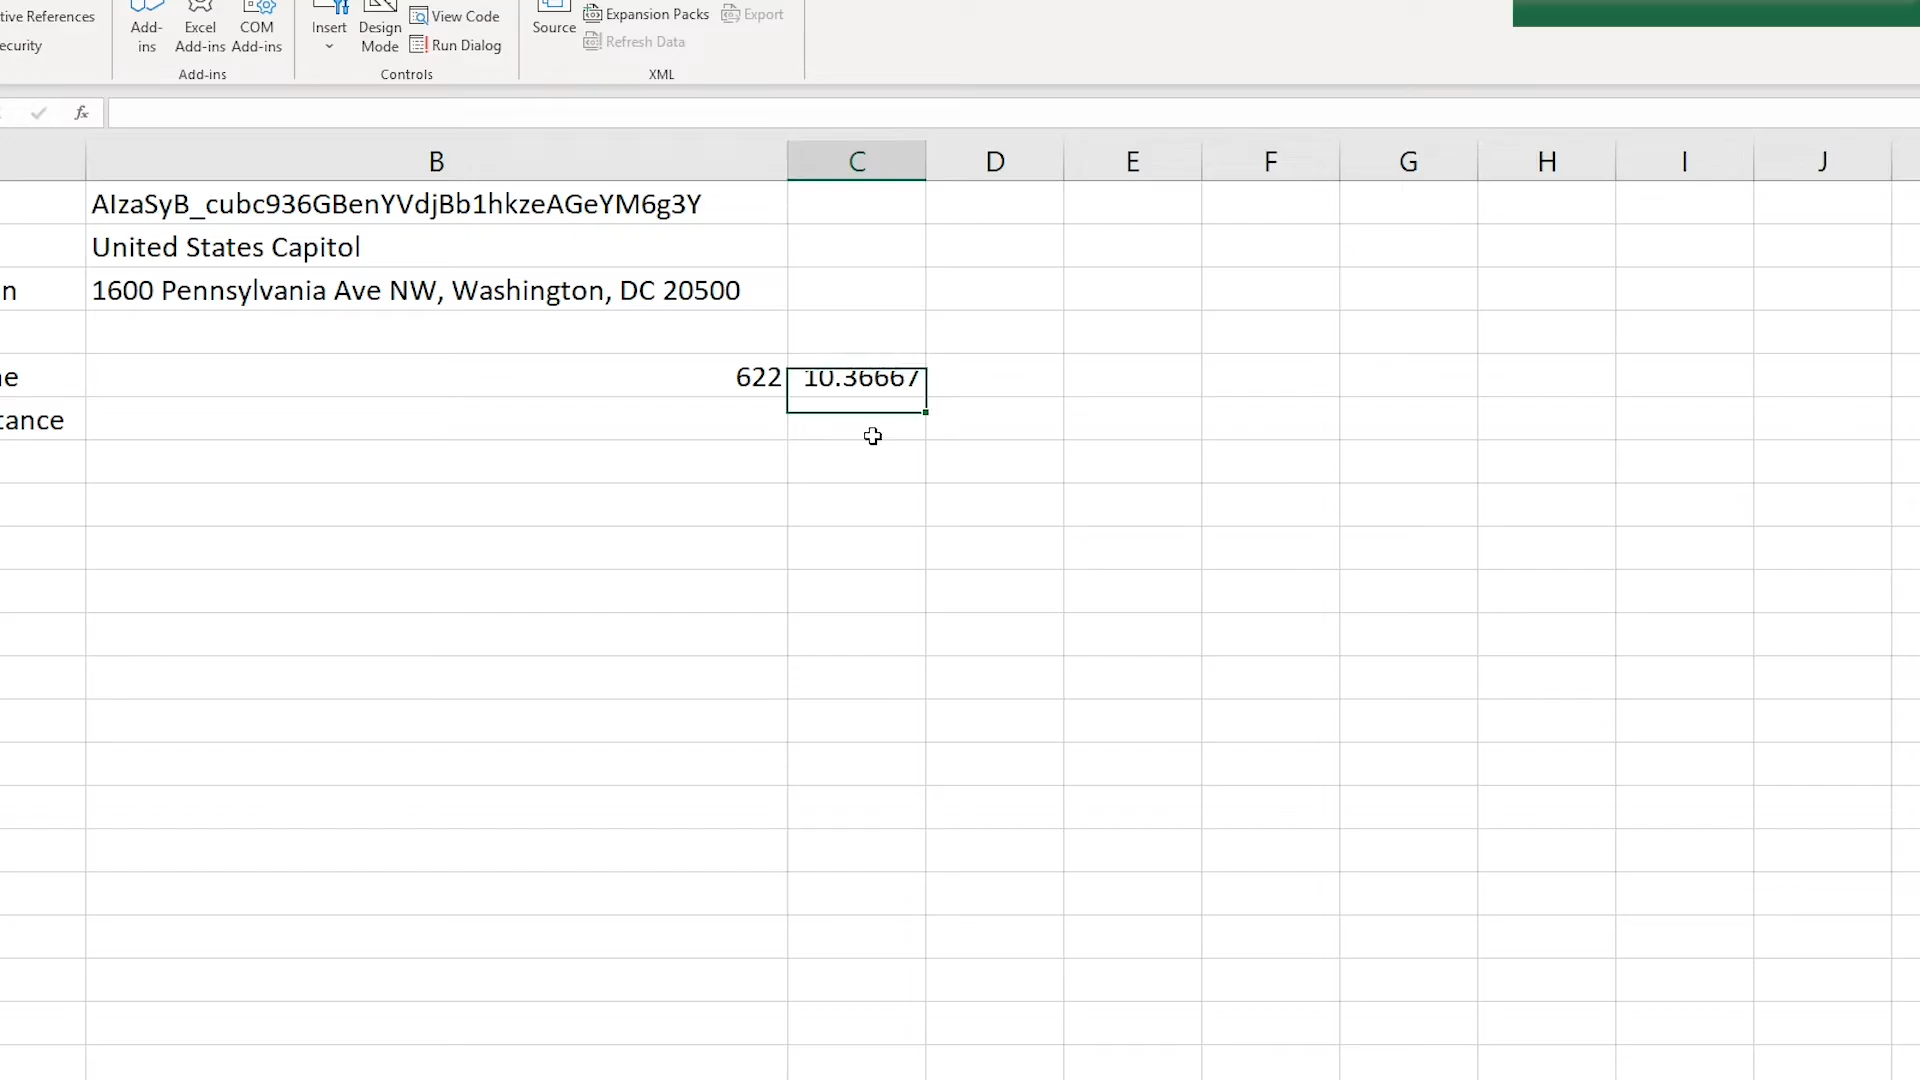 tive References
ecurity
Add-
ins
Excel
Add-ins
COM
Add-ins
Add-ins
Insert
Design
Mode
View Code
Run Dialog
Controls
Source
Expansion Packs
Export
Refresh Data
XML
fx
B C D E F G H I J
AIzaSyB_cubc936GBenYVdjBb1hkzeAGeYM6g3Y
United States Capitol
n 1600 Pennsylvania Ave NW, Washington, DC 20500
e 622 10.36667
tance